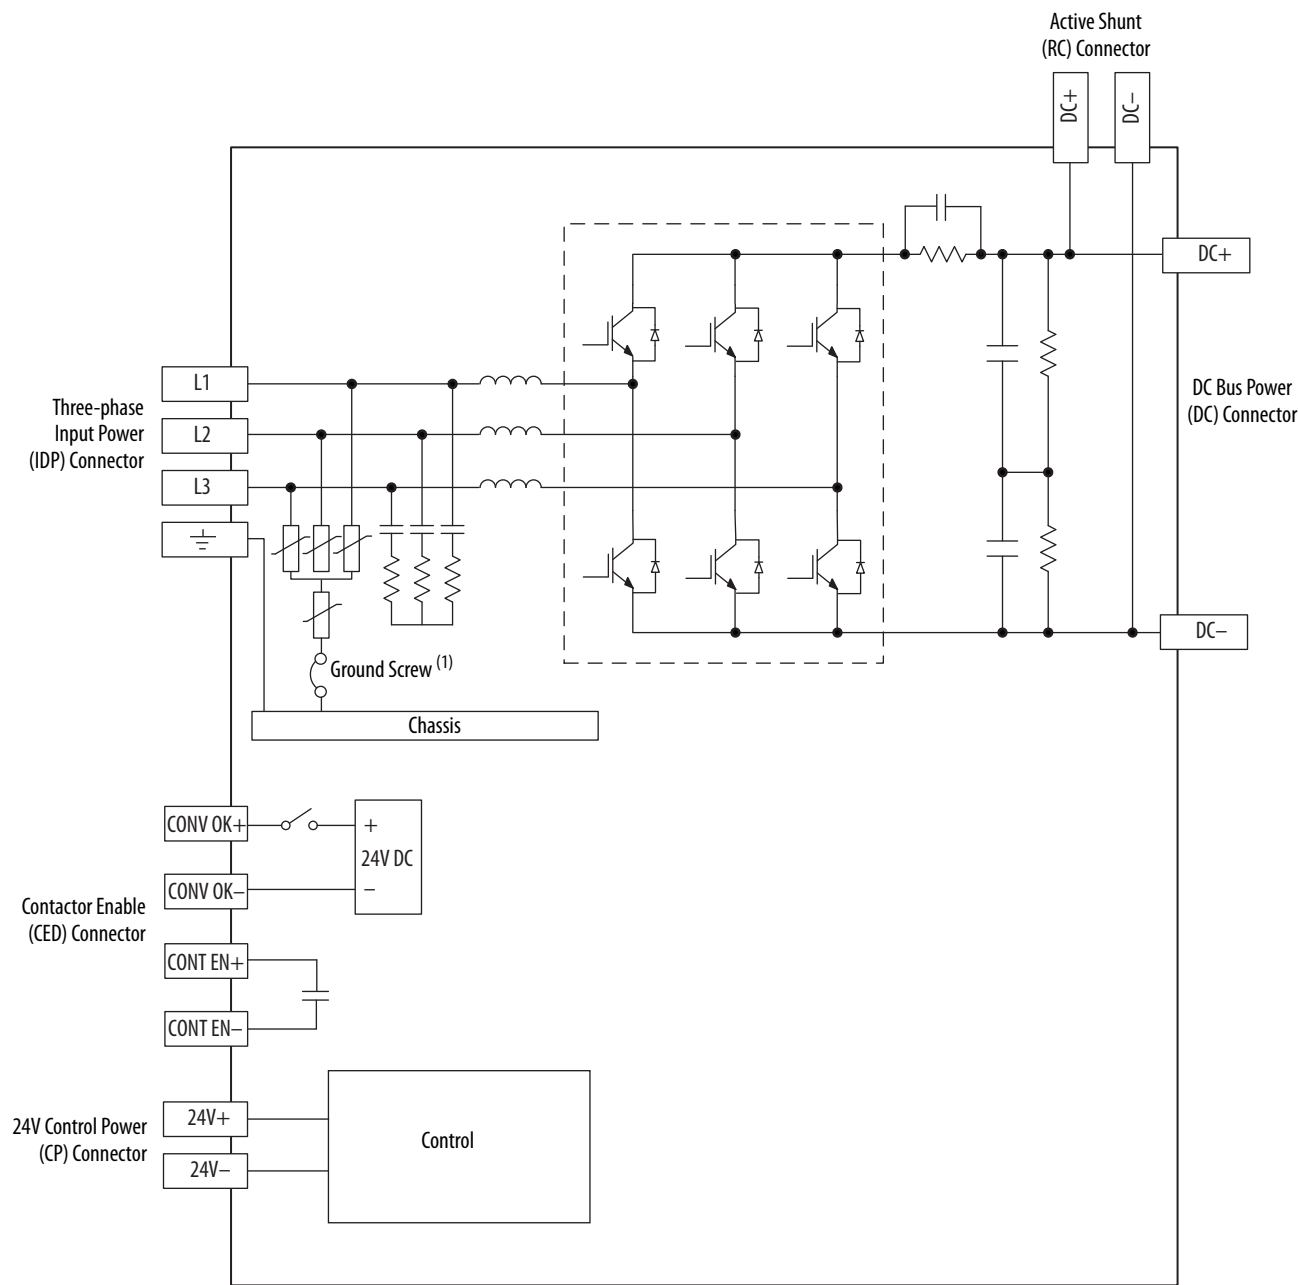 Active Shunt
(RC) Connector
DC+
DC−
DC+
L1
Three-phase
Input Power
(IDP) Connector
L2
L3
DC Bus Power
(DC) Connector
DC−
Ground Screw (1)
Chassis
CONV OK+
+
24V DC
CONV OK−
−
Contactor Enable
(CED) Connector
CONT EN+
CONT EN−
24V Control Power
(CP) Connector
24V+
24V−
Control